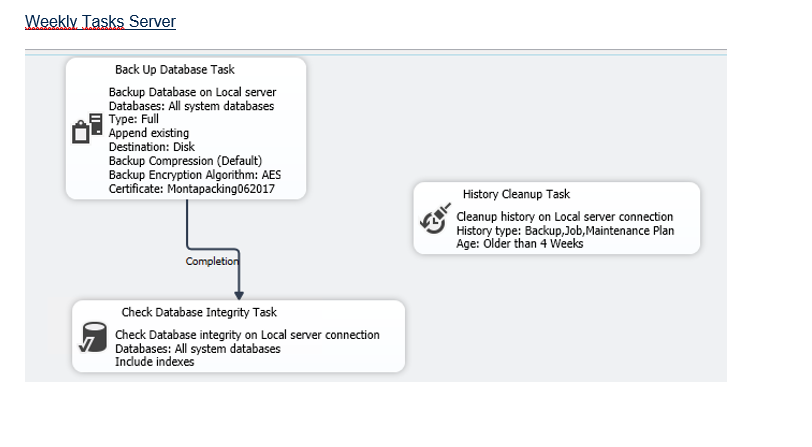 Weekly Tasks Server
Back Up Database Task
Backup Database on Local server
Databases: All system databases
Type: Full
Append existing
Destination: Disk
Backup Compression (Default)
Backup Encryption Algorithm: AES
Certificate: Montapacking062017
History Cleanup Task
Cleanup history on Local server connection
History type: Backup,Job,Maintenance Plan
Age: Older than 4 Weeks
Completion
Check Database Integrity Task
Check Database integrity on Local server connection
Databases: All system databases
Include indexes